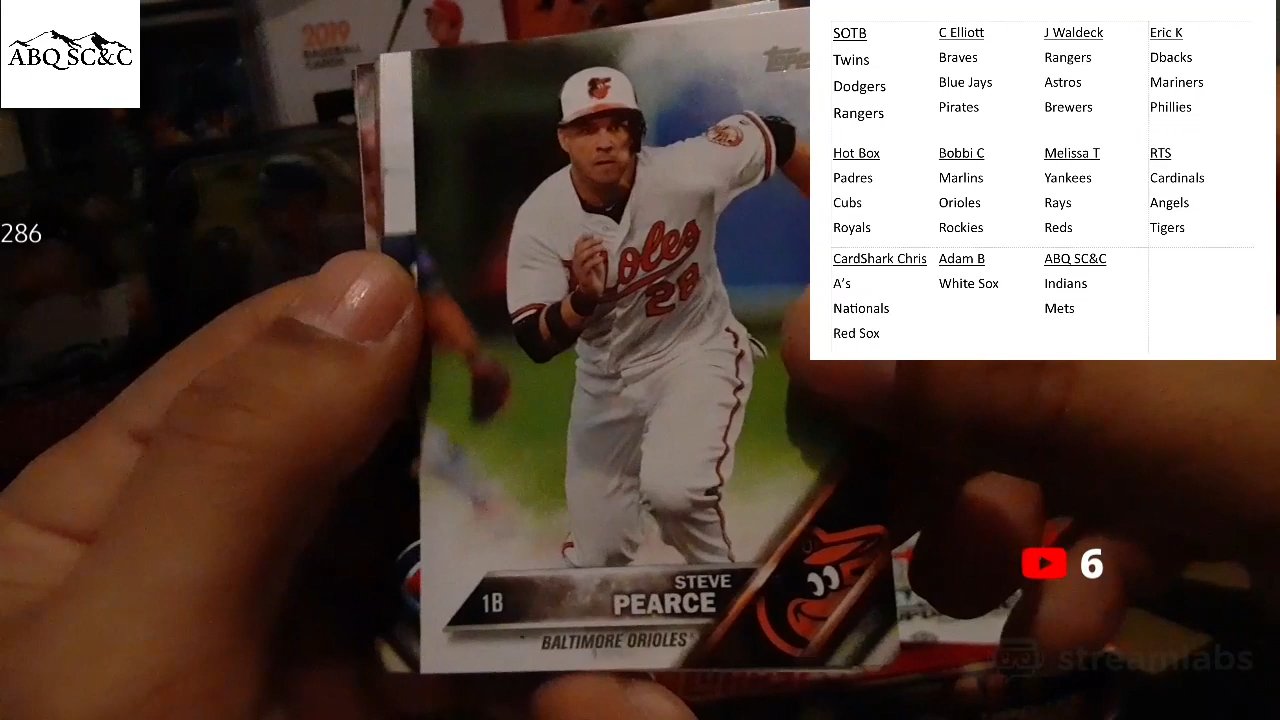 ABQ SC&C
2019
BASEBALL
286
Topps
Orioles
28
STEVE
PEARCE
1B
BALTIMORE ORIOLES
SOTB
Twins
Dodgers
Rangers
C Elliott
Braves
Blue Jays
Pirates
J Waldeck
Rangers
Astros
Brewers
Eric K
Dbacks
Mariners
Phillies
Hot Box
Padres
Cubs
Royals
Bobbi C
Marlins
Orioles
Rockies
Melissa T
Yankees
Rays
Reds
RTS
Cardinals
Angels
Tigers
CardShark Chris
A's
Nationals
Red Sox
Adam B
White Sox
ABQ SC&C
Indians
Mets
6
streamlabs